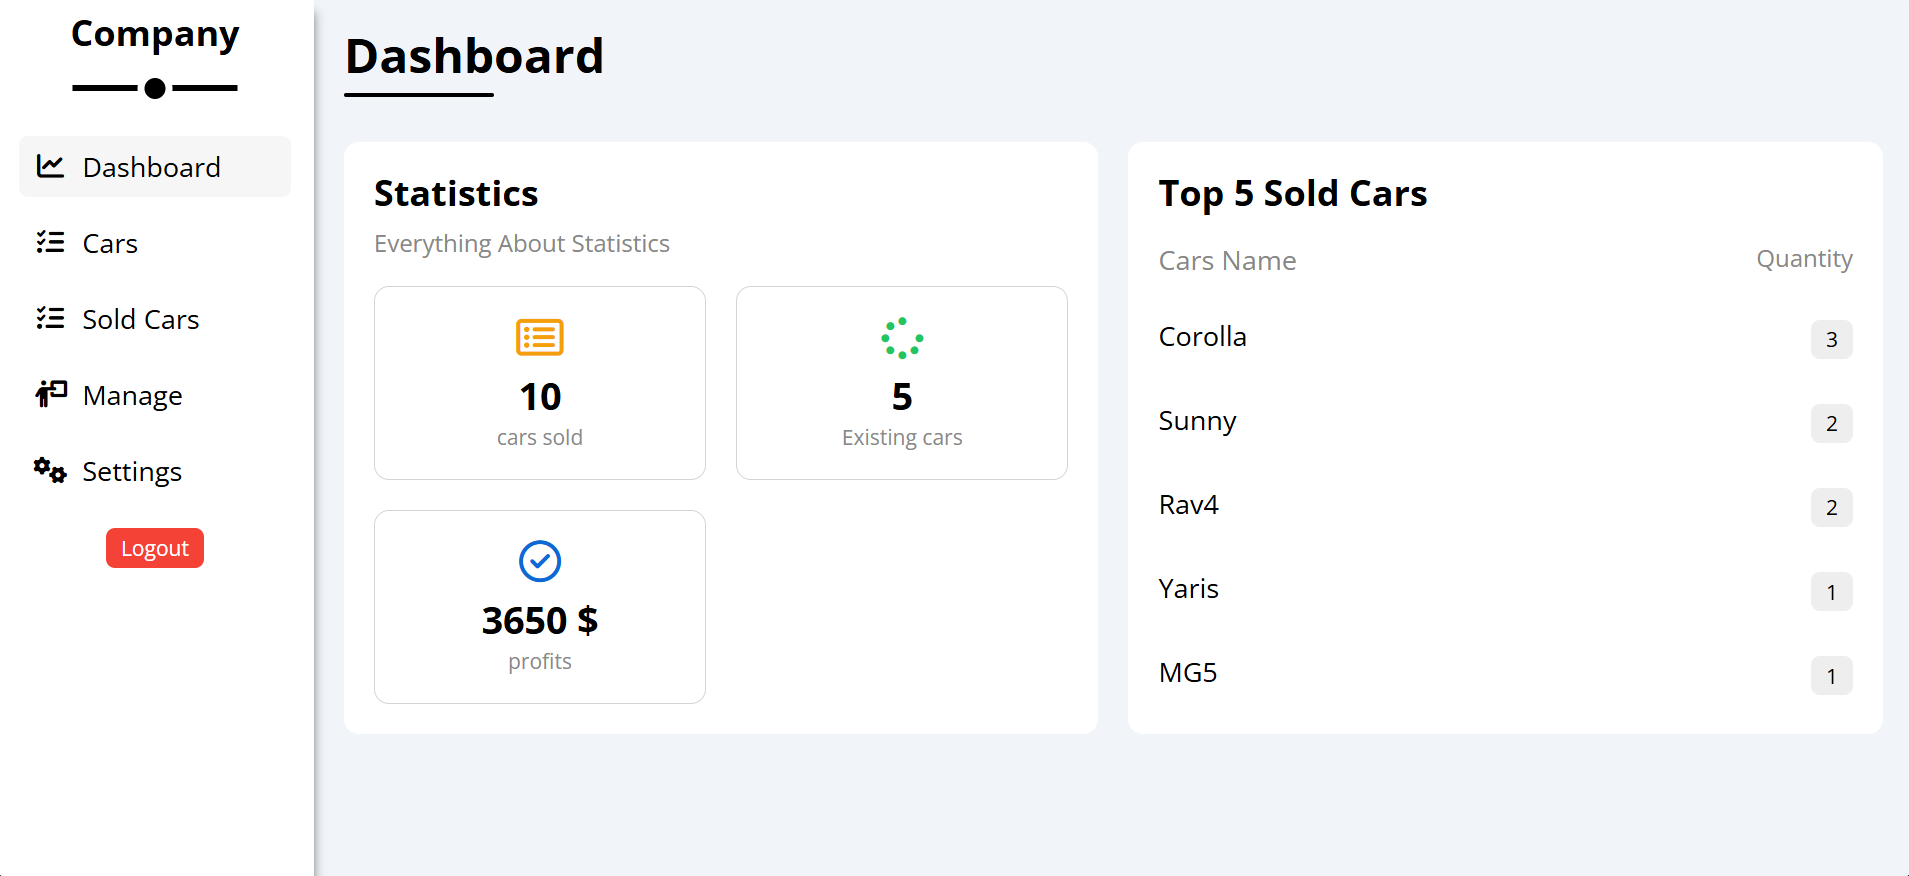 Company
Dashboard
Cars
Sold Cars
Manage
Settings
Logout
Dashboard
Statistics
Everything About Statistics
10
cars sold
5
Existing cars
3650 $
profits
Top 5 Sold Cars
Cars Name Quantity
Corolla 3
Sunny 2
Rav4 2
Yaris 1
MG5 1